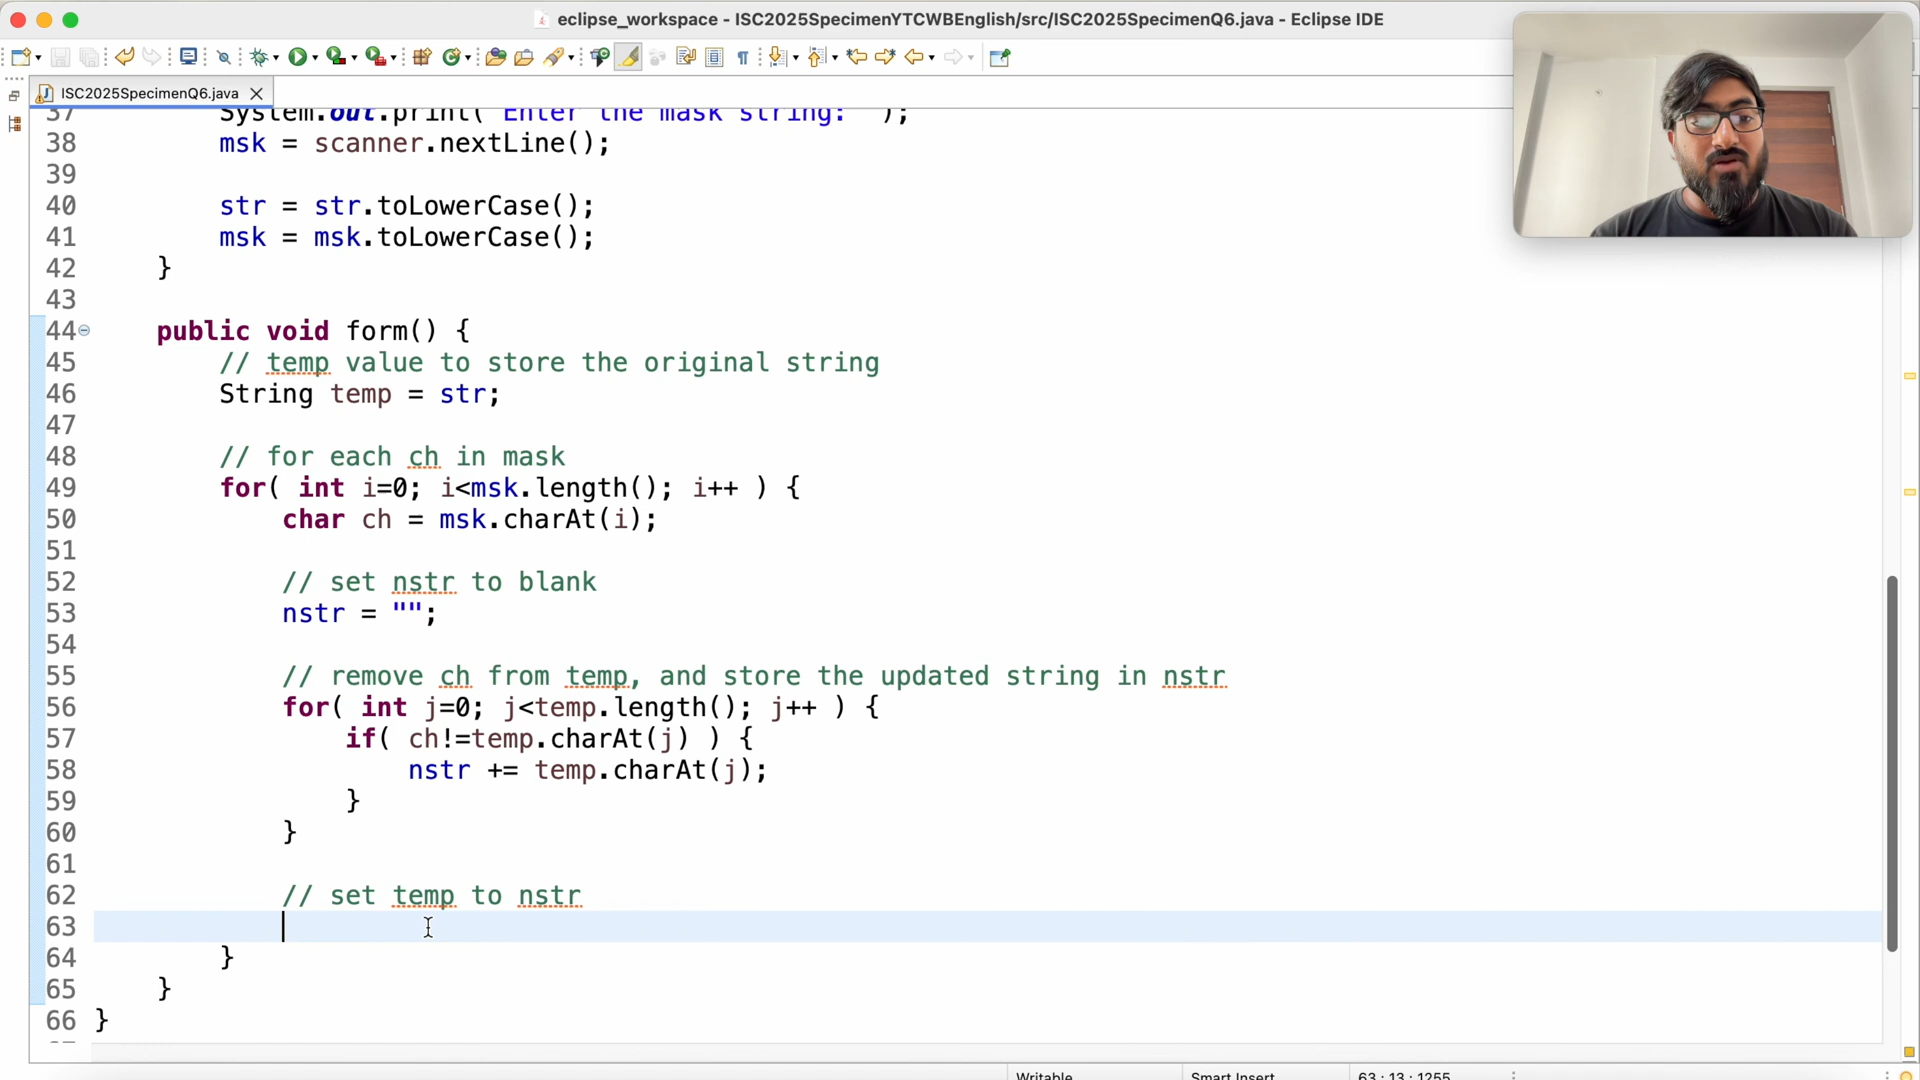 eclipse_workspace - ISC2025SpecimenYTCWBEnglish/src/ISC2025SpecimenQ6.java - Eclipse IDE
ISC2025SpecimenQ6.java
37 System.out.print("Enter the mask string: ");
38 msk = scanner.nextLine();
39
40 str = str.toLowerCase();
41 msk = msk.toLowerCase();
42 }
43
44 public void form() {
45 // temp value to store the original string
46 String temp = str;
47
48 // for each ch in mask
49 for( int i=0; i<msk.length(); i++ ) {
50 char ch = msk.charAt(i);
51
52 // set nstr to blank
53 nstr = "";
54
55 // remove ch from temp, and store the updated string in nstr
56 for( int j=0; j<temp.length(); j++ ) {
57 if( ch!=temp.charAt(j) ) {
58 nstr += temp.charAt(j);
59 }
60 }
61
62 // set temp to nstr
63
64 }
65 }
66 }
Writable Smart Insert 63 : 13 : 1255